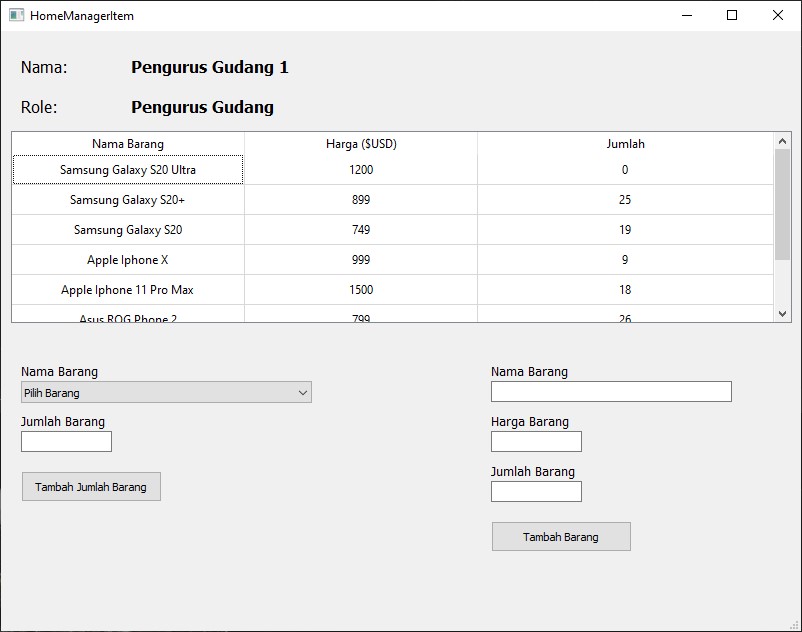 HomeManagerItem
Nama: Pengurus Gudang 1
Role: Pengurus Gudang
Nama Barang Harga ($USD) Jumlah
Samsung Galaxy S20 Ultra 1200 0
Samsung Galaxy S20+ 899 25
Samsung Galaxy S20 749 19
Apple Iphone X 999 9
Apple Iphone 11 Pro Max 1500 18
Asus ROG Phone 2 799 26
Nama Barang
Pilih Barang
Jumlah Barang
Tambah Jumlah Barang
Nama Barang
Harga Barang
Jumlah Barang
Tambah Barang